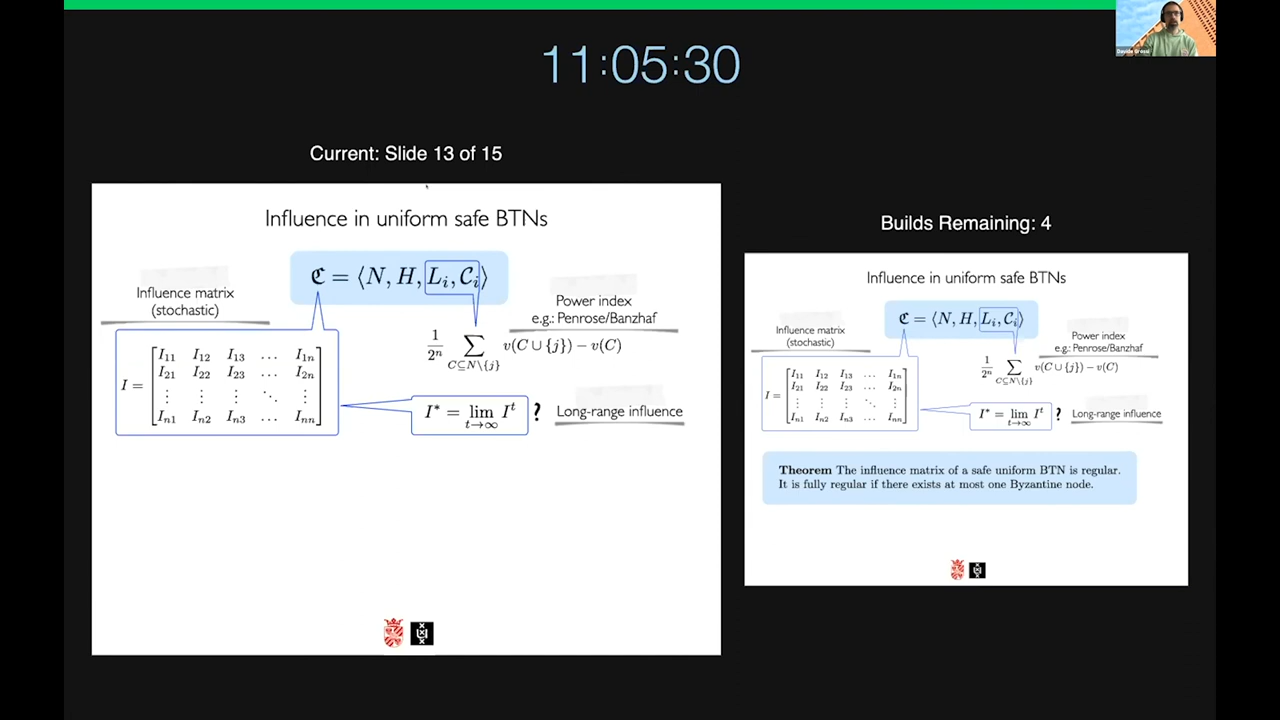 Davide Grossi
11:05:30
Current: Slide 13 of 15
Influence in uniform safe BTNs
ℭ = ⟨N, H, L_i, 𝒞_i⟩
Influence matrix
(stochastic)
Power index
e.g.: Penrose/Banzhaf
1/2^n ∑_{C⊆N\{j}} v(C ∪ {j}) − v(C)
I = [
I_11 I_12 I_13 … I_1n
I_21 I_22 I_23 … I_2n
⋮ ⋮ ⋮ ⋱ ⋮
I_n1 I_n2 I_n3 … I_nn
]
I* = lim_{t→∞} I^t ?
Long-range influence
Builds Remaining: 4
Influence in uniform safe BTNs
ℭ = ⟨N, H, L_i, 𝒞_i⟩
Influence matrix
(stochastic)
Power index
e.g.: Penrose/Banzhaf
1/2^n ∑_{C⊆N\{j}} v(C ∪ {j}) − v(C)
I = [
I_11 I_12 I_13 … I_1n
I_21 I_22 I_23 … I_2n
⋮ ⋮ ⋮ ⋱ ⋮
I_n1 I_n2 I_n3 … I_nn
]
I* = lim_{t→∞} I^t ?
Long-range influence
Theorem The influence matrix of a safe uniform BTN is regular.
It is fully regular if there exists at most one Byzantine node.